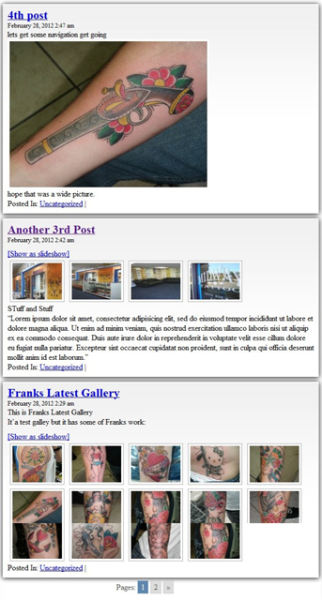 4th post
February 28, 2012 2:47 am
lets get some navigation get going
hope that was a wide picture.
Posted In: Uncategorized |
Another 3rd Post
February 28, 2012 2:42 am
[Show as slideshow]
STuff and Stuff
"Lorem ipsum dolor sit amet, consectetur adipisicing elit, sed do eiusmod tempor incididunt ut labore et
dolore magna aliqua. Ut enim ad minim veniam, quis nostrud exercitation ullamco laboris nisi ut aliquip
ex ea commodo consequat. Duis aute irure dolor in reprehenderit in voluptate velit esse cillum dolore
eu fugiat nulla pariatur. Excepteur sint occaecat cupidatat non proident, sunt in culpa qui officia deserunt
mollit anim id est laborum."
Posted In: Uncategorized |
Franks Latest Gallery
February 28, 2012 2:29 am
This is Franks Latest Gallery
It'a test galley but it has some of Franks work:
[Show as slideshow]
Posted In: Uncategorized |
Pages: 1 2 »